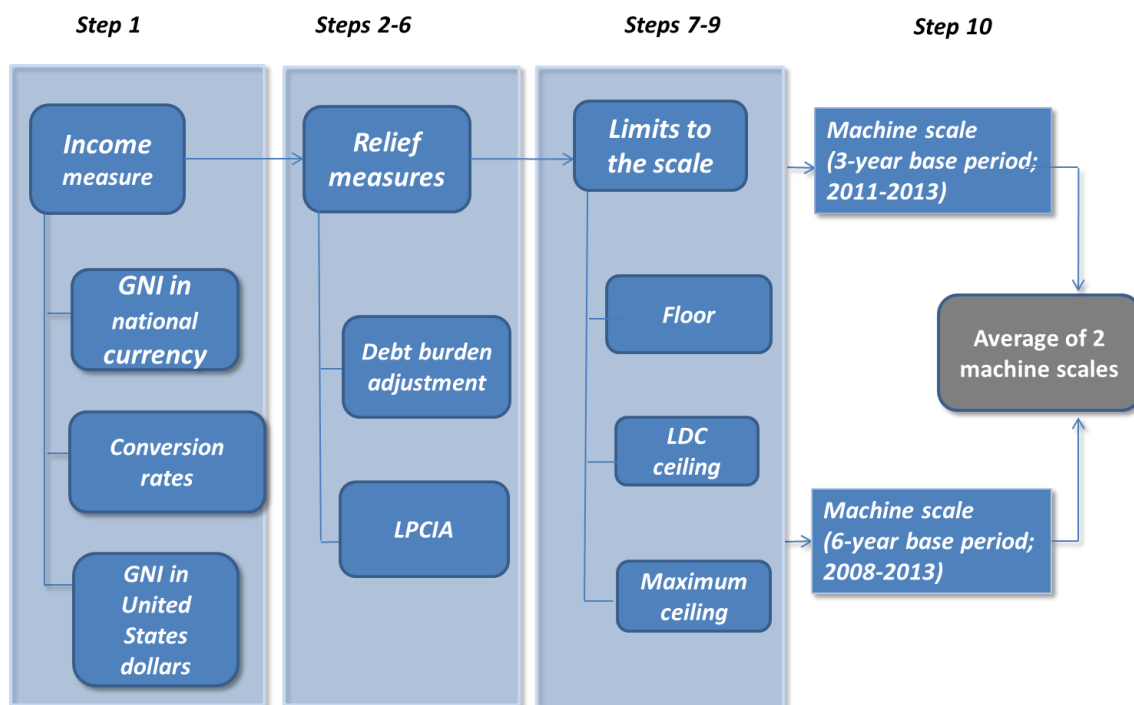 Step 1
Steps 2-6
Steps 7-9
Step 10
Income
measure
GNI in
national
currency
Conversion
rates
GNI in
United
States
dollars
Relief
measures
Debt burden
adjustment
LPCIA
Limits to
the scale
Floor
LDC
ceiling
Maximum
ceiling
Machine scale
(3-year base period;
2011-2013)
Average of 2
machine scales
Machine scale
(6-year base period;
2008-2013)